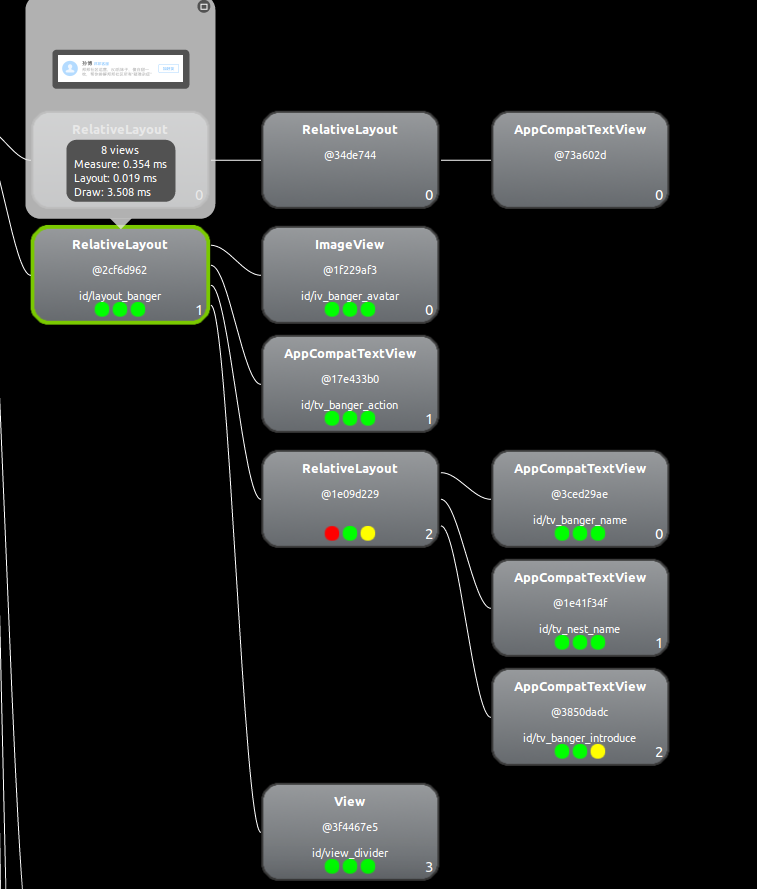 RelativeLayout
0
8 views
Measure: 0.354 ms
Layout: 0.019 ms
Draw: 3.508 ms
RelativeLayout
@34de744
0
AppCompatTextView
@73a602d
0
RelativeLayout
@2cf6d962
id/layout_banger
1
ImageView
@1f229af3
id/iv_banger_avatar
0
AppCompatTextView
@17e433b0
id/tv_banger_action
1
RelativeLayout
@1e09d229
2
AppCompatTextView
@3ced29ae
id/tv_banger_name
0
AppCompatTextView
@1e41f34f
id/tv_nest_name
1
AppCompatTextView
@3850dadc
id/tv_banger_introduce
2
View
@3f4467e5
id/view_divider
3